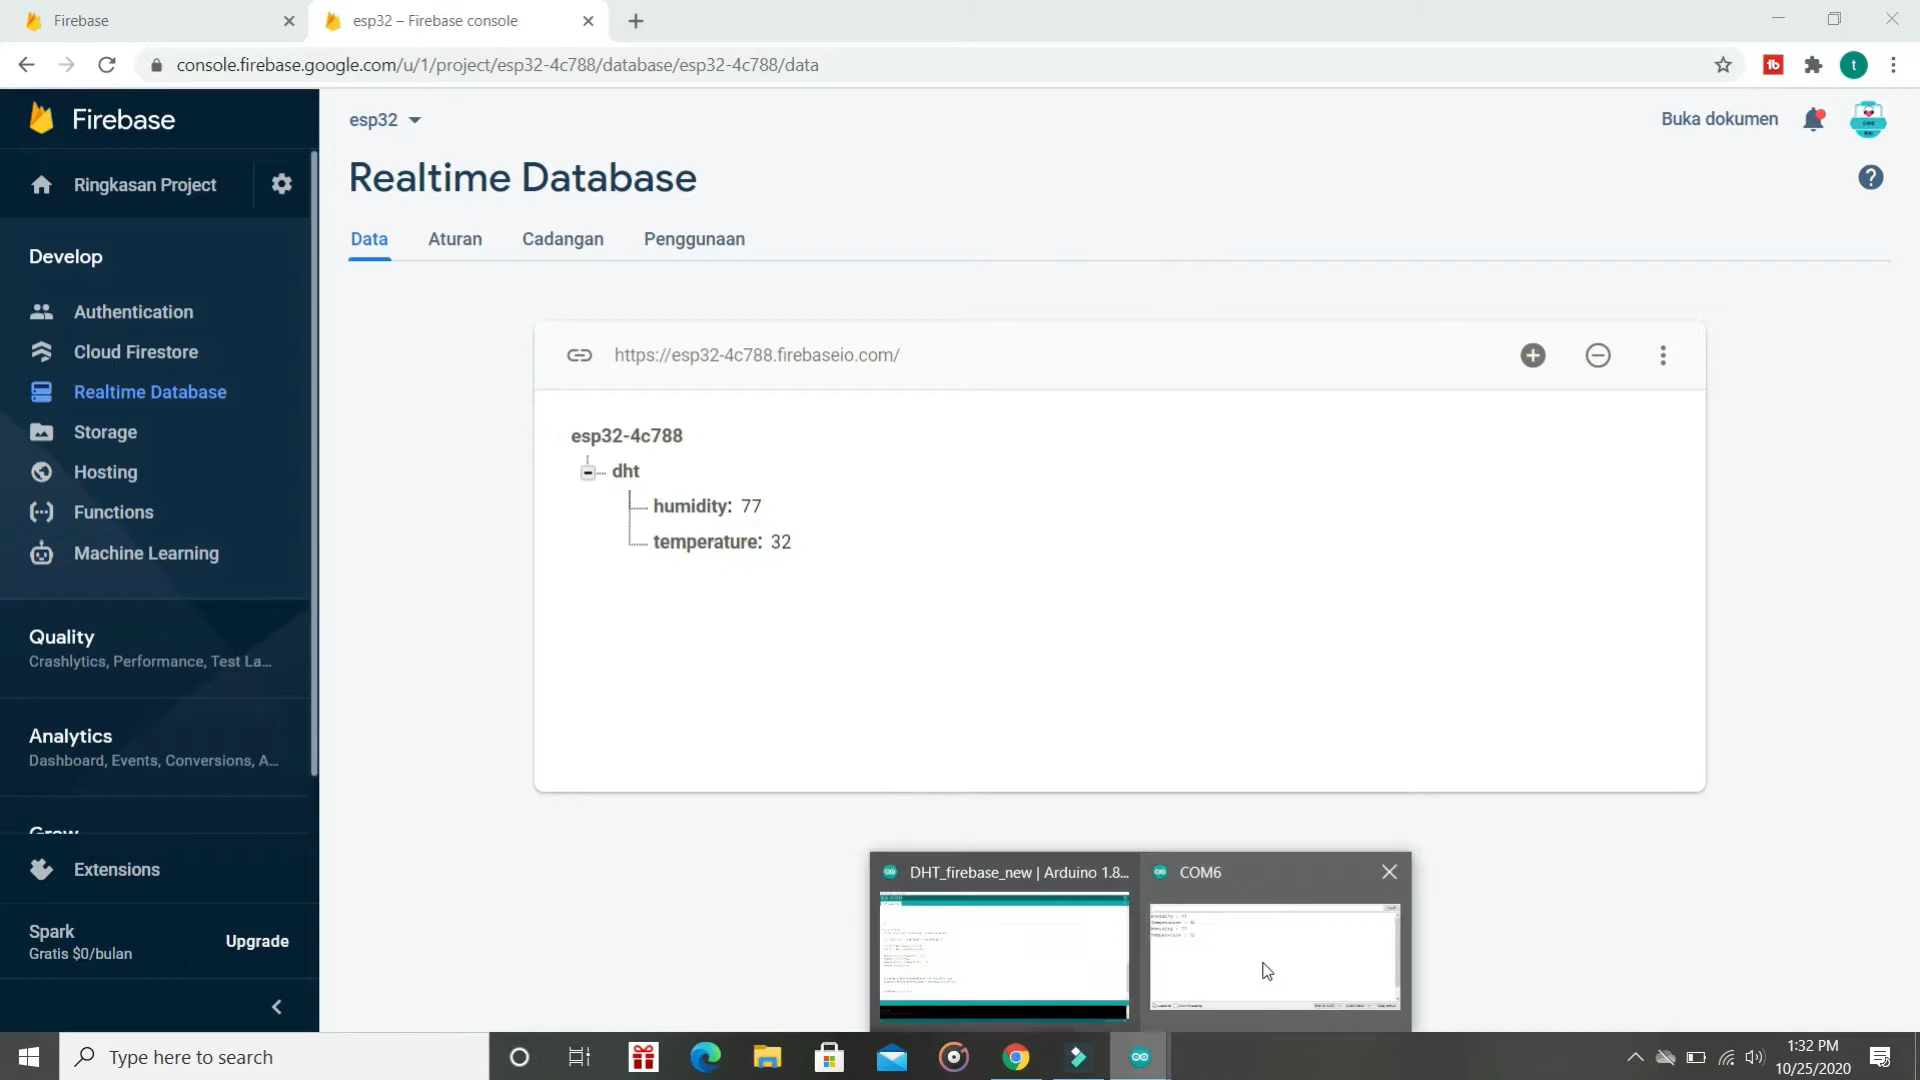 Firebase
esp32 – Firebase console
console.firebase.google.com/u/1/project/esp32-4c788/database/esp32-4c788/data
t
Firebase
esp32
Buka dokumen
Ringkasan Project
Realtime Database
Data
Aturan
Cadangan
Penggunaan
Develop
Authentication
Cloud Firestore
Realtime Database
Storage
Hosting
Functions
Machine Learning
https://esp32-4c788.firebaseio.com/
esp32-4c788
dht
humidity: 77
temperature: 32
Quality
Crashlytics, Performance, Test La...
Analytics
Dashboard, Events, Conversions, A...
Grow
Extensions
Spark
Gratis $0/bulan
Upgrade
DHT_firebase_new | Arduino 1.8...
COM6
Type here to search
1:32 PM
10/25/2020